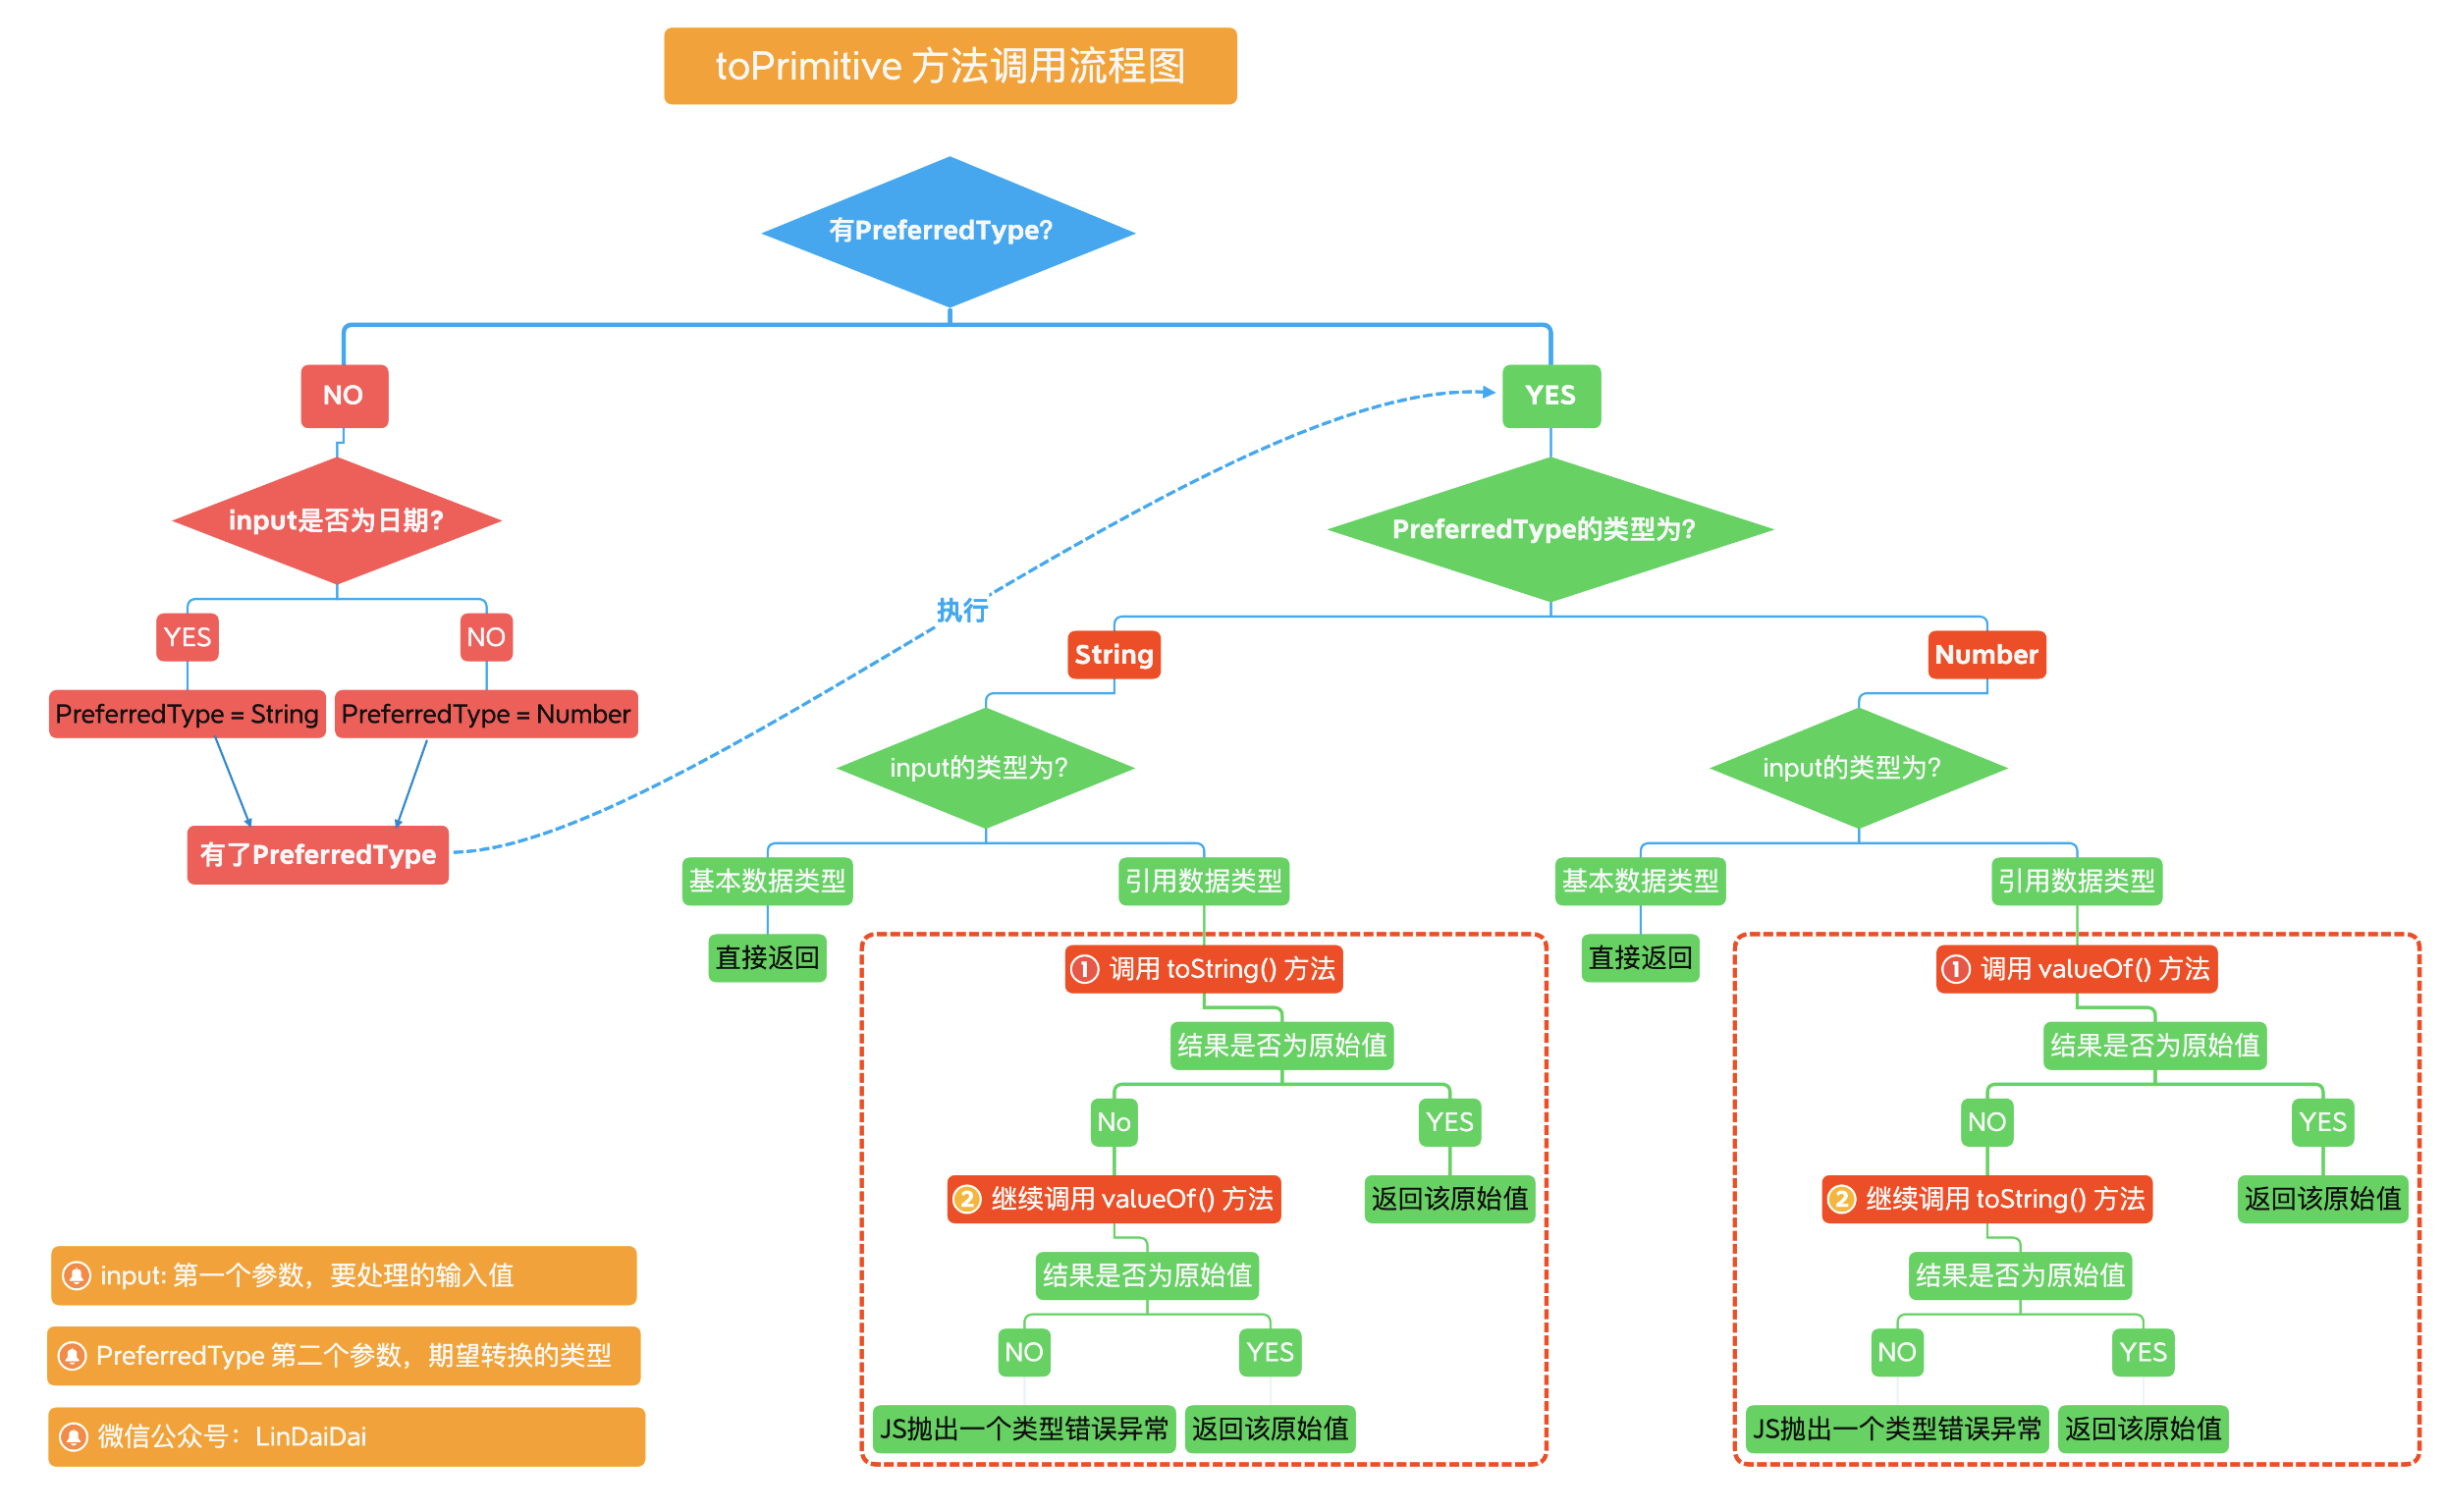 toPrimitive 方法调用流程图
有PreferredType?
NO
YES
input是否为日期?
PreferredType的类型为?
YES
NO
执行
String
Number
PreferredType = String
PreferredType = Number
input的类型为?
input的类型为?
有了PreferredType
基本数据类型
引用数据类型
基本数据类型
引用数据类型
直接返回
① 调用 toString() 方法
直接返回
① 调用 valueOf() 方法
结果是否为原始值
结果是否为原始值
No
YES
NO
YES
② 继续调用 valueOf() 方法
返回该原始值
② 继续调用 toString() 方法
返回该原始值
结果是否为原始值
结果是否为原始值
input: 第一个参数，要处理的输入值
NO
YES
NO
YES
PreferredType 第二个参数，期望转换的类型
JS抛出一个类型错误异常
返回该原始值
JS抛出一个类型错误异常
返回该原始值
微信公众号：LinDaiDai